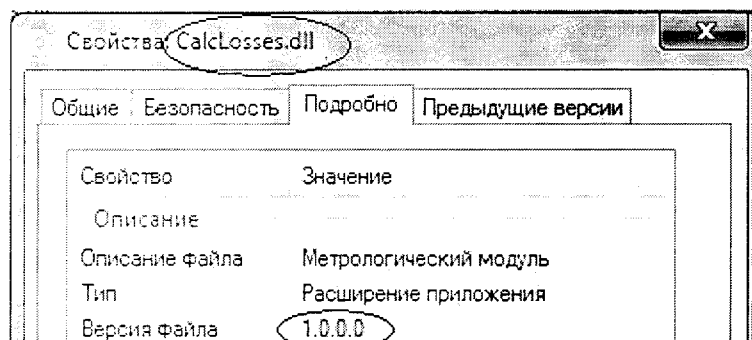 Свойства: CalcLosses.dll
Общие Безопасность Подробно Предыдущие версии
Свойство Значение
Описание
Описание файла Метрологический модуль
Тип Расширение приложения
Версия файла 1.0.0.0